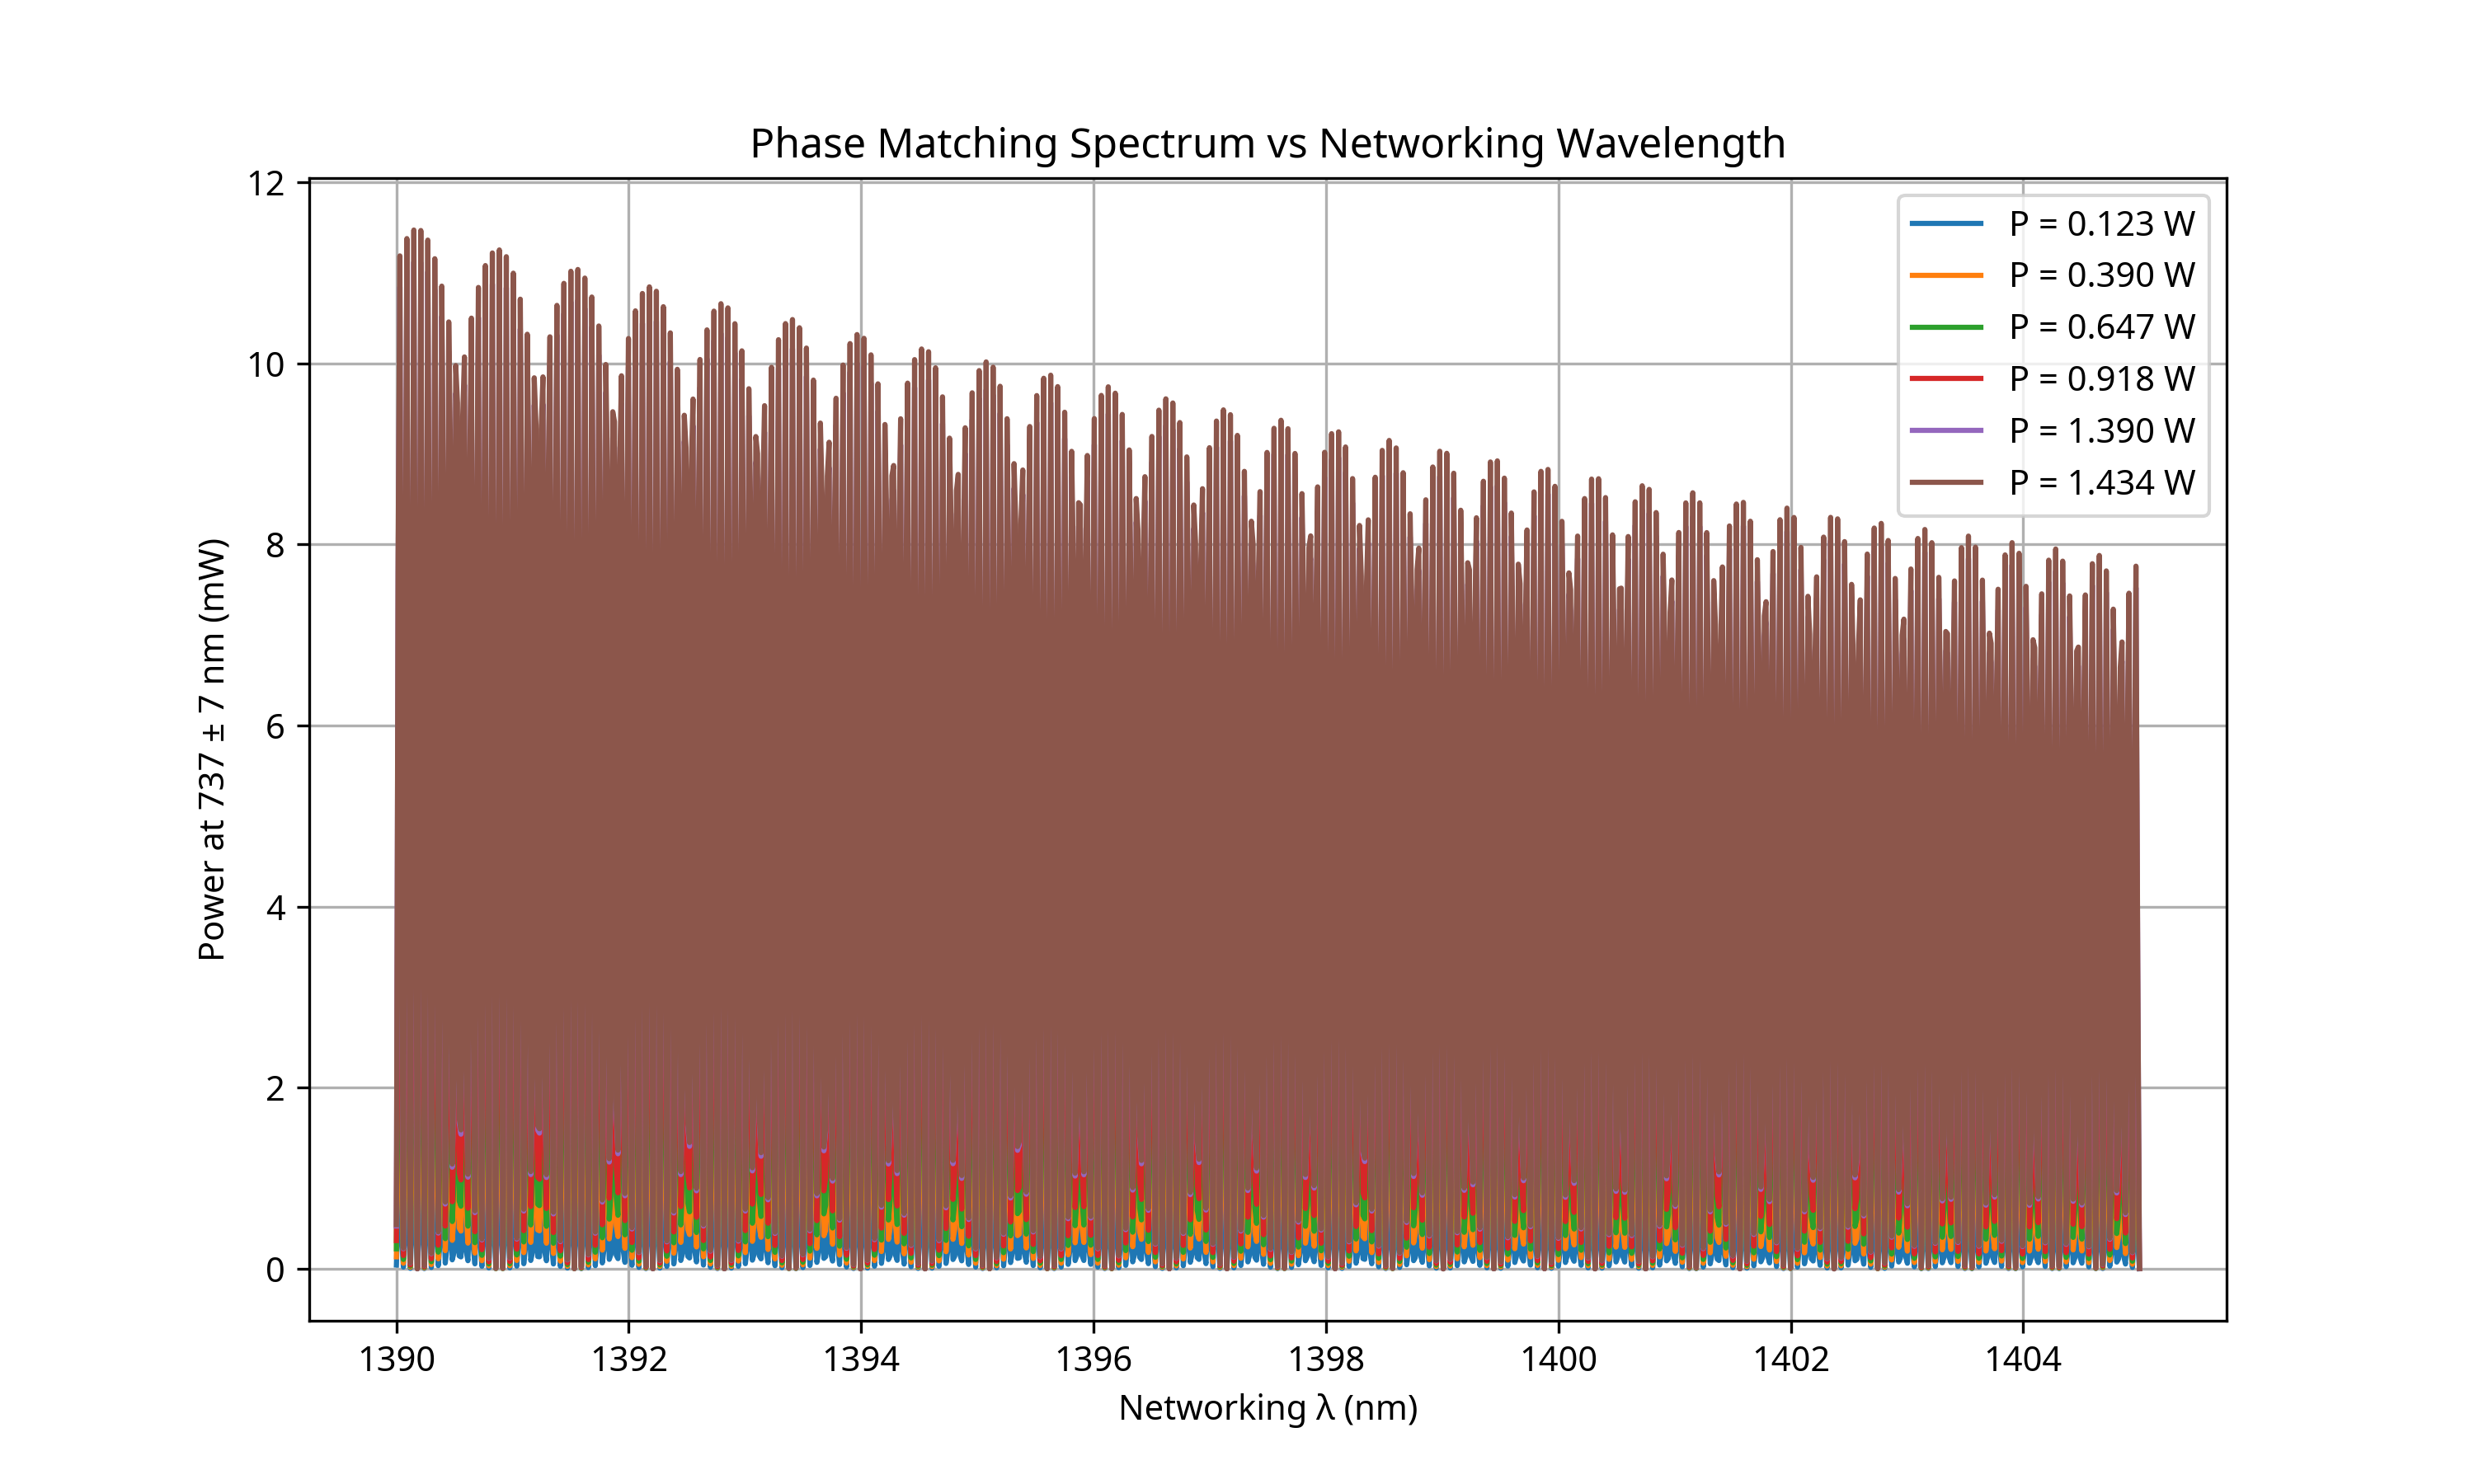 Phase Matching Spectrum vs Networking Wavelength
12
10
8
6
4
2
0
Power at 737 ± 7 nm (mW)
P = 0.123 W
P = 0.390 W
P = 0.647 W
P = 0.918 W
P = 1.390 W
P = 1.434 W
1390 1392 1394 1396 1398 1400 1402 1404
Networking λ (nm)